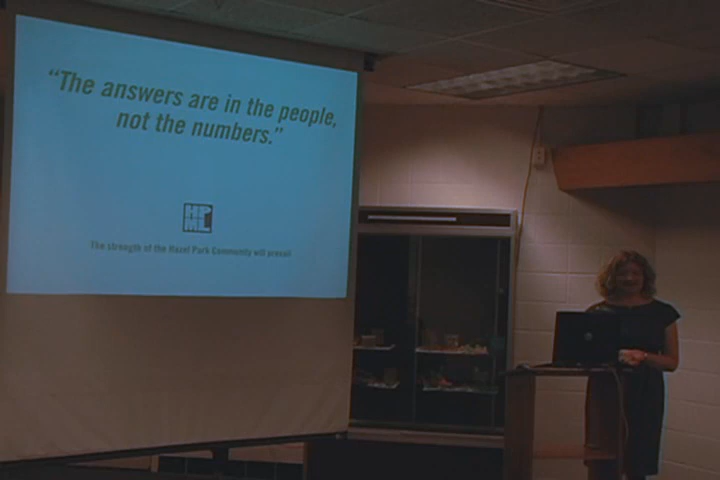 “The answers are in the people,
not the numbers.”
HP
ML
The strength of the Hazel Park Community will prevail